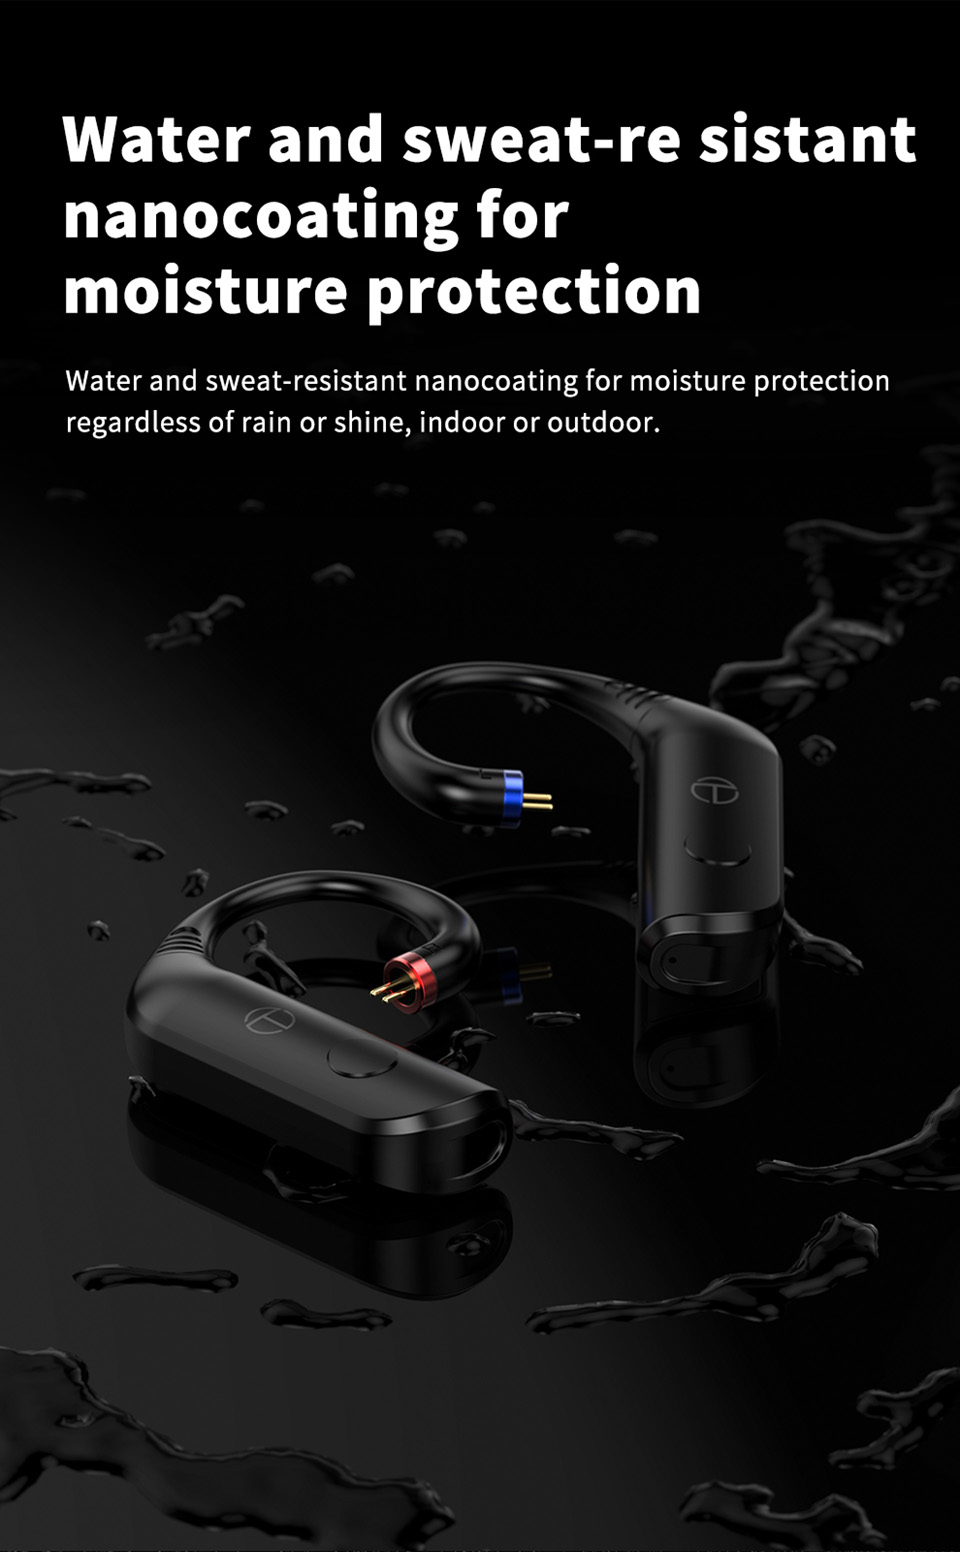 Water and sweat-re sistant
nanocoating for
moisture protection
Water and sweat-resistant nanocoating for moisture protection
regardless of rain or shine, indoor or outdoor.